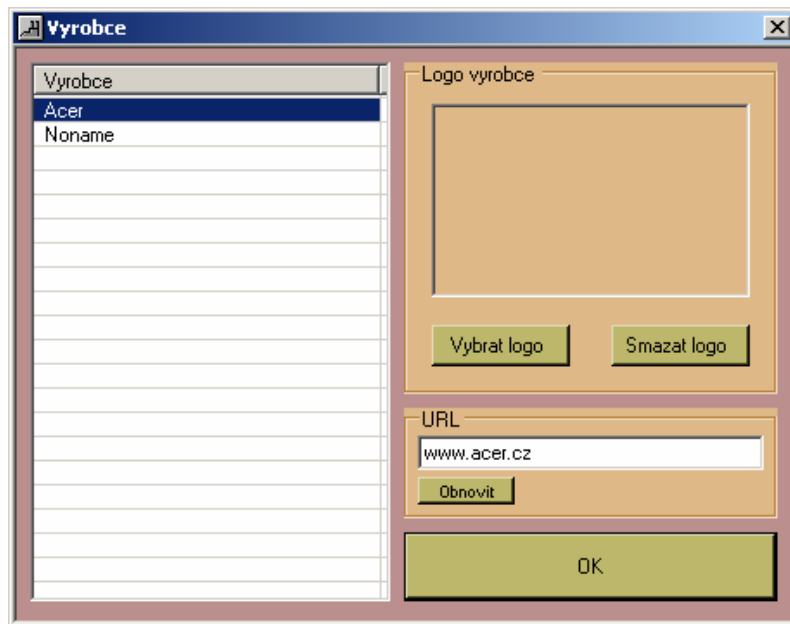 Vyrobce
Vyrobce
Acer
Noname
Logo vyrobce
Vybrat logo
Smazat logo
URL
www.acer.cz
Obnovit
OK